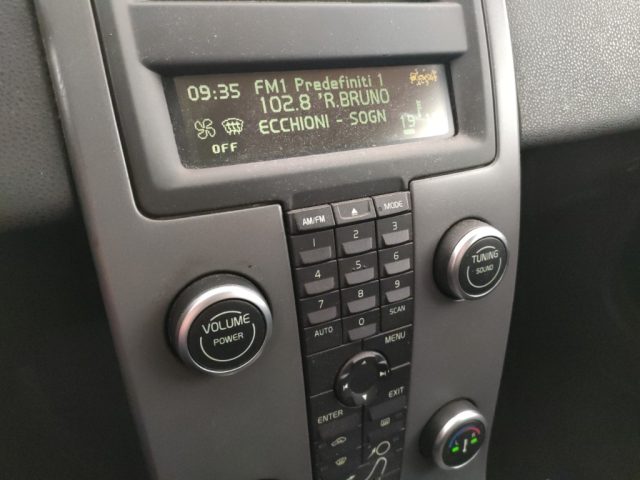 09:35 FM1 Predefiniti 1
102.8 'R.BRUNO
ECCHIONI - SOGN
OFF
AM/FM MODE
1 2 3
4 5 6
7 8 9
AUTO 0 SCAN
MENU
ENTER EXIT
VOLUME
POWER
TUNING
SOUND